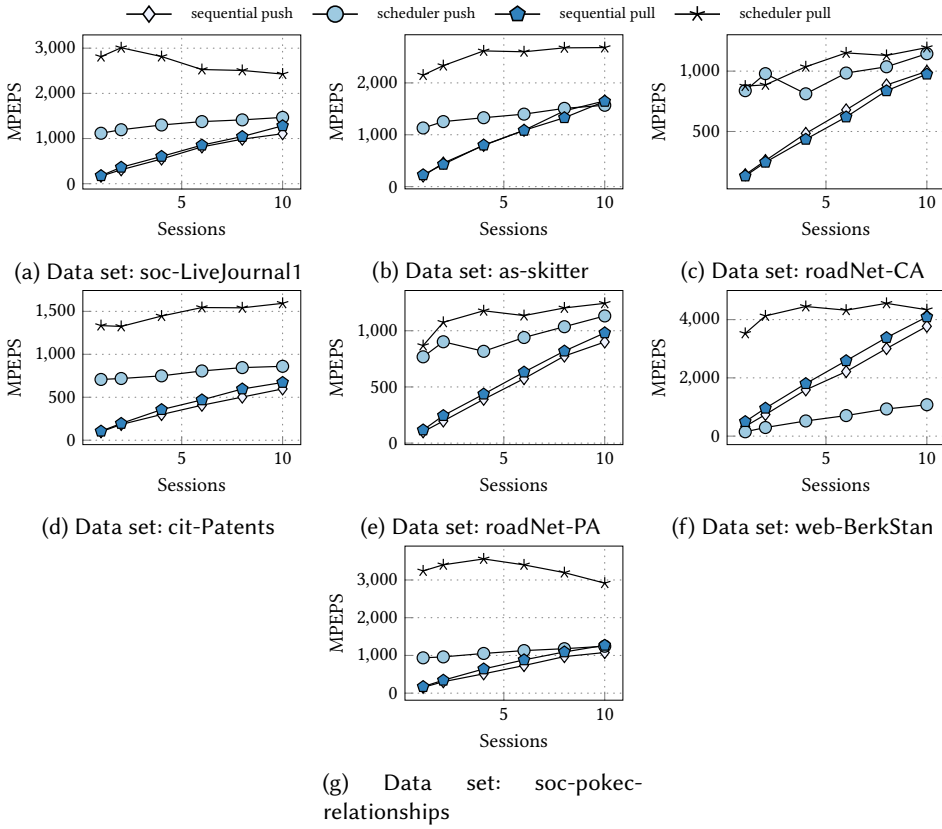 sequential push scheduler push sequential pull scheduler pull
3,000
2,000
1,000
0
MPEPS
5 10
Sessions
(a) Data set: soc-LiveJournal1
2,000
1,000
0
MPEPS
5 10
Sessions
(b) Data set: as-skitter
1,000
500
MPEPS
5 10
Sessions
(c) Data set: roadNet-CA
1,500
1,000
500
0
MPEPS
5 10
Sessions
(d) Data set: cit-Patents
1,000
500
0
MPEPS
5 10
Sessions
(e) Data set: roadNet-PA
4,000
2,000
0
MPEPS
5 10
Sessions
(f) Data set: web-BerkStan
3,000
2,000
1,000
0
MPEPS
5 10
Sessions
(g) Data set: soc-pokec-
relationships